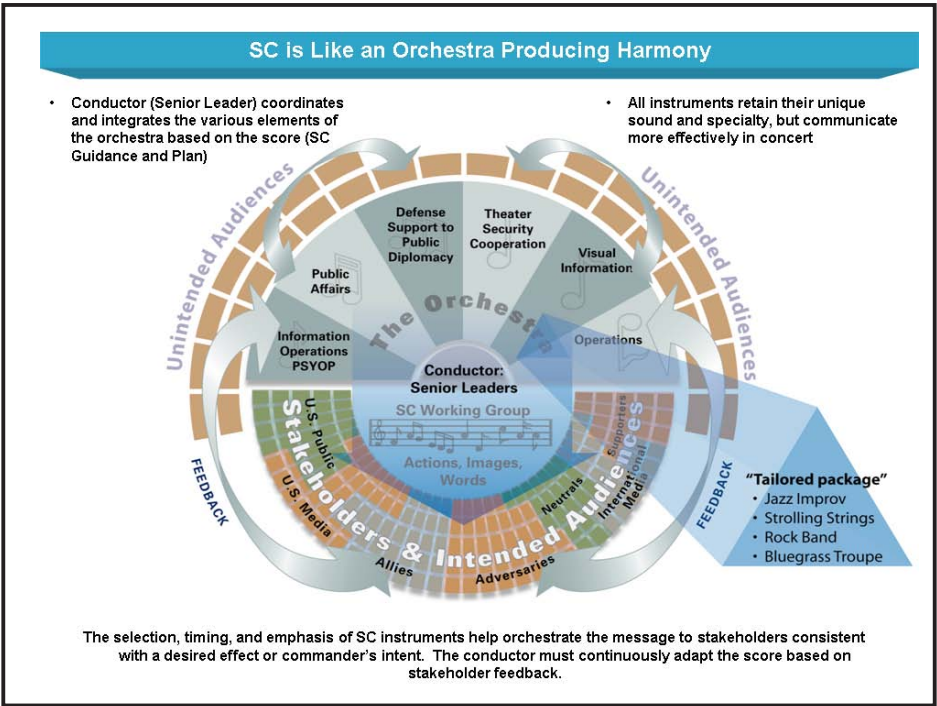 SC is Like an Orchestra Producing Harmony
• Conductor (Senior Leader) coordinates
and integrates the various elements of
the orchestra based on the score (SC
Guidance and Plan)
• All instruments retain their unique
sound and specialty, but communicate
more effectively in concert
Unintended Audiences
Unintended Audiences
Defense
Support to
Public
Diplomacy
Theater
Security
Cooperation
Public
Affairs
Visual
Information
Information
Operations
PSYOP
Operations
The Orchestra
Conductor:
Senior Leaders
SC Working Group
Actions, Images,
Words
Stakeholders & Intended Audiences
U.S. Public
U.S. Media
Allies
Adversaries
Neutrals
International
Media
Supporters
FEEDBACK
FEEDBACK
"Tailored package"
• Jazz Improv
• Strolling Strings
• Rock Band
• Bluegrass Troupe
The selection, timing, and emphasis of SC instruments help orchestrate the message to stakeholders consistent
with a desired effect or commander's intent. The conductor must continuously adapt the score based on
stakeholder feedback.